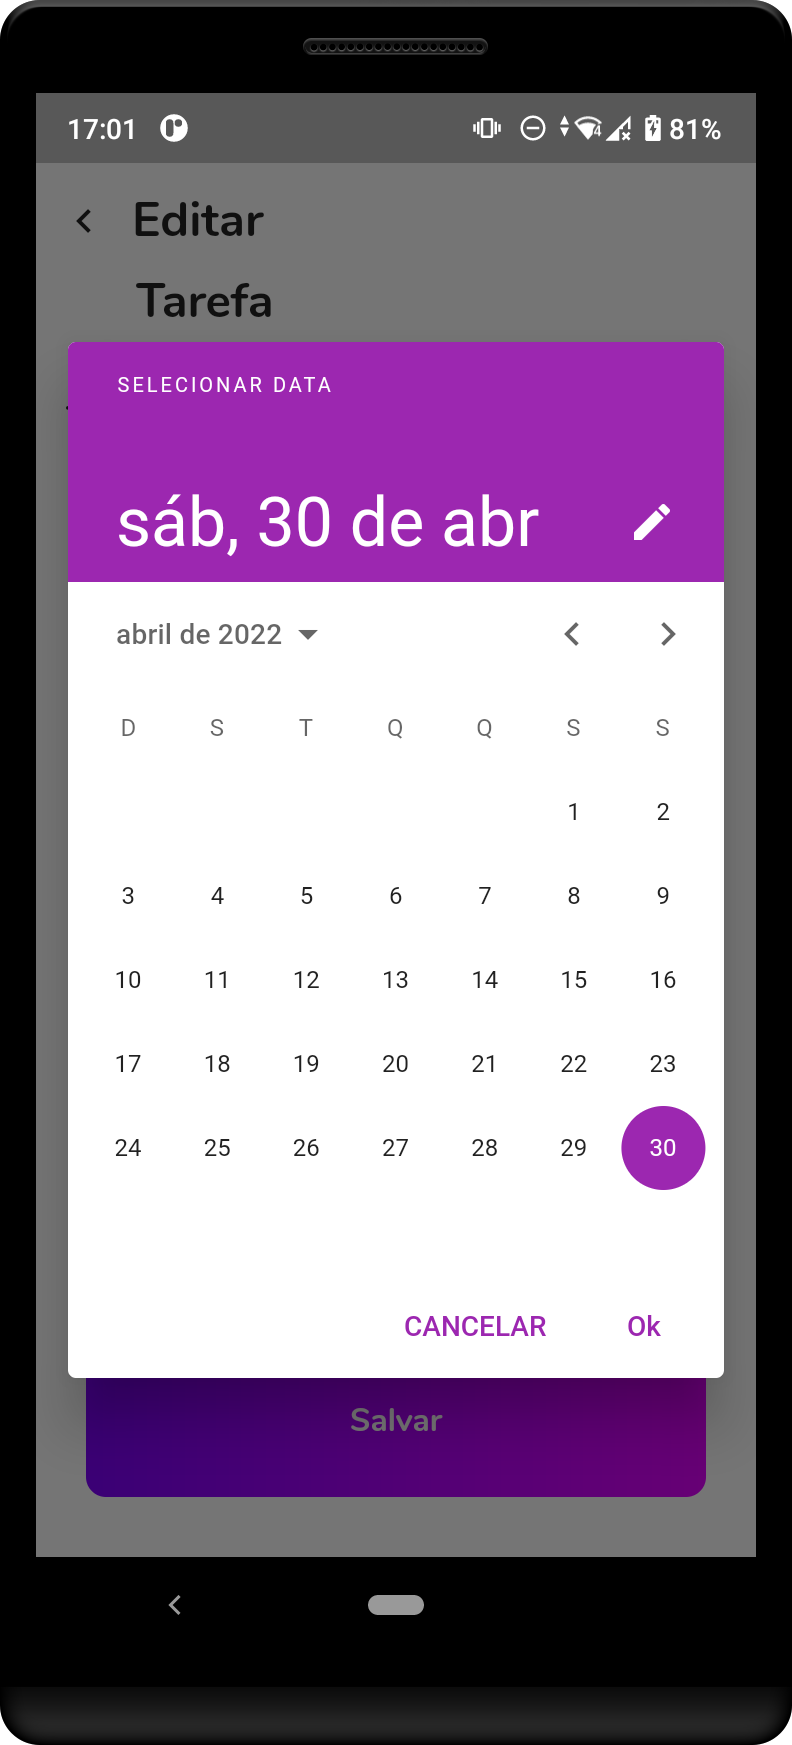 17:01 81%
Editar
Tarefa
SELECIONAR DATA
sáb, 30 de abr
abril de 2022
D S T Q Q S S
1 2
3 4 5 6 7 8 9
10 11 12 13 14 15 16
17 18 19 20 21 22 23
24 25 26 27 28 29 30
CANCELAR Ok
Salvar